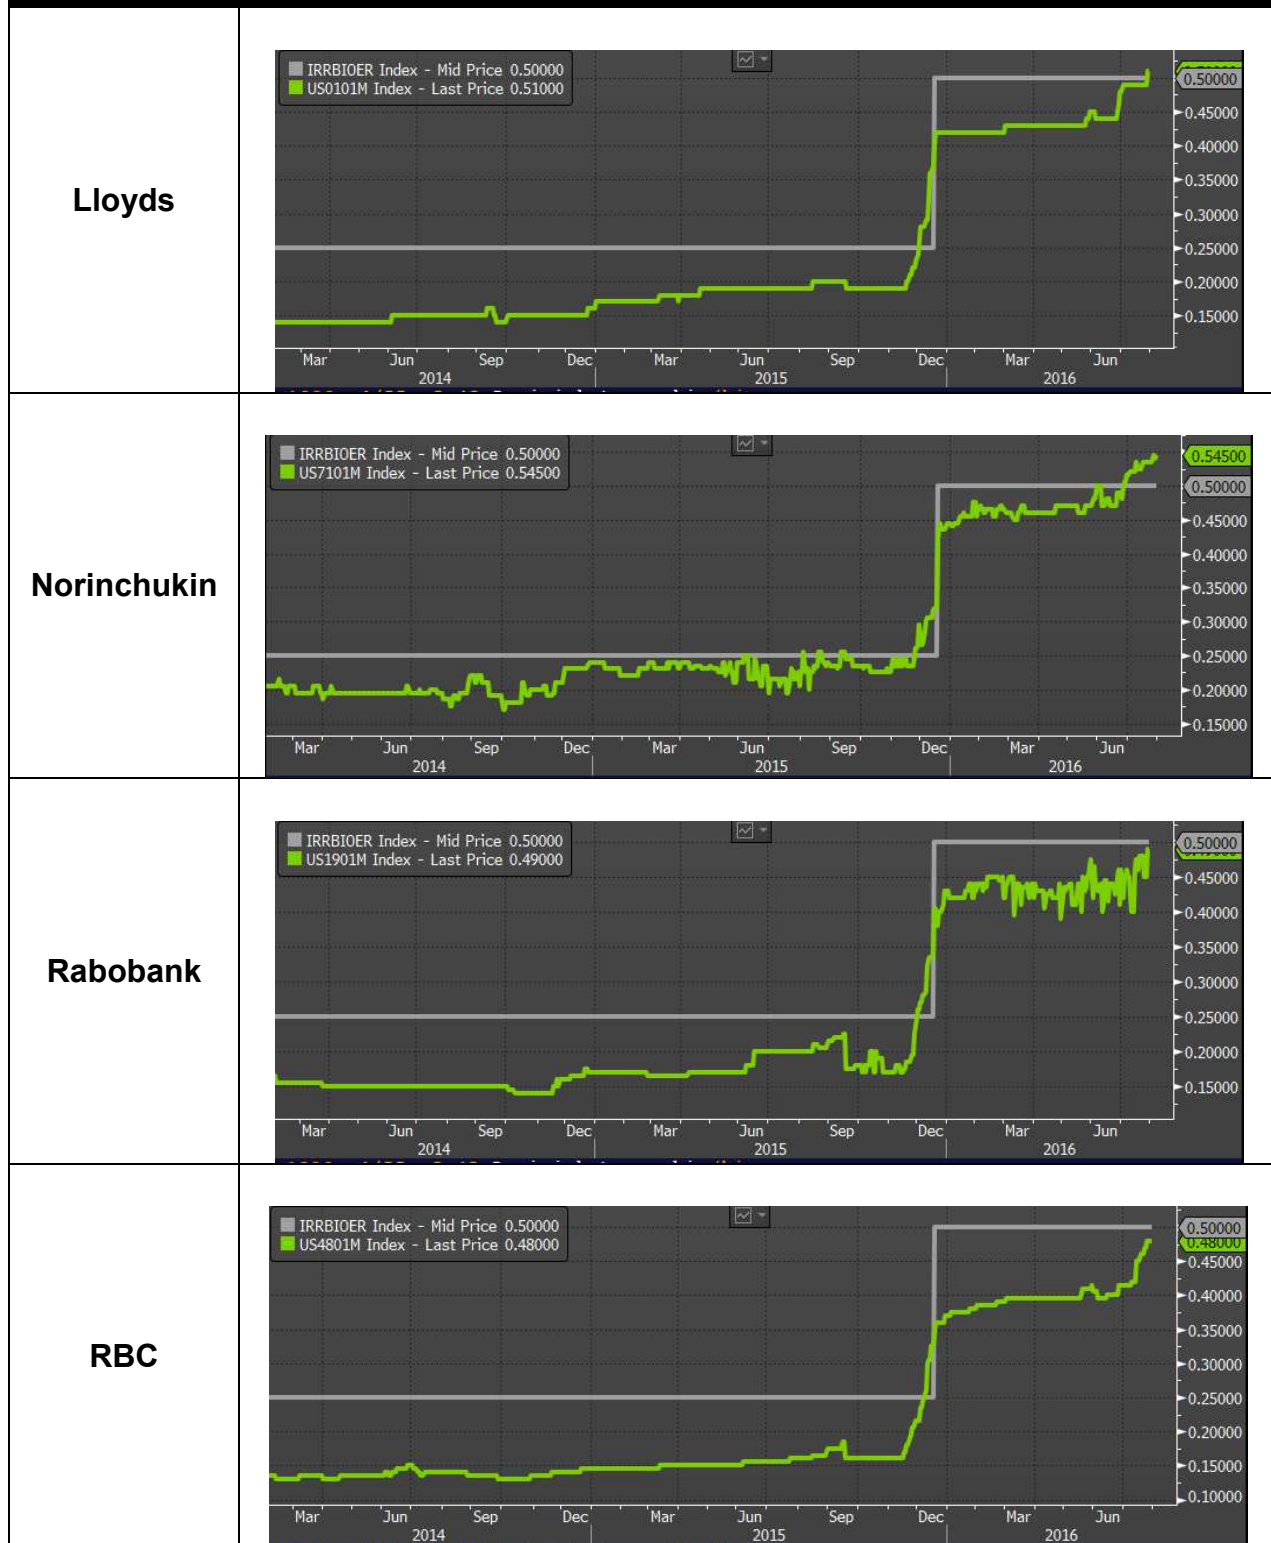 Lloyds
IRRBIOER Index - Mid Price 0.50000
US0101M Index - Last Price 0.51000
0.50000
0.45000
0.40000
0.35000
0.30000
0.25000
0.20000
0.15000
Mar Jun Sep Dec Mar Jun Sep Dec Mar Jun
2014 2015 2016
Norinchukin
IRRBIOER Index - Mid Price 0.50000
US7101M Index - Last Price 0.54500
0.54500
0.50000
0.45000
0.40000
0.35000
0.30000
0.25000
0.20000
0.15000
Mar Jun Sep Dec Mar Jun Sep Dec Mar Jun
2014 2015 2016
Rabobank
IRRBIOER Index - Mid Price 0.50000
US1901M Index - Last Price 0.49000
0.50000
0.45000
0.40000
0.35000
0.30000
0.25000
0.20000
0.15000
Mar Jun Sep Dec Mar Jun Sep Dec Mar Jun
2014 2015 2016
RBC
IRRBIOER Index - Mid Price 0.50000
US4801M Index - Last Price 0.48000
0.50000
0.48000
0.45000
0.40000
0.35000
0.30000
0.25000
0.20000
0.15000
0.10000
Mar Jun Sep Dec Mar Jun Sep Dec Mar Jun
2014 2015 2016